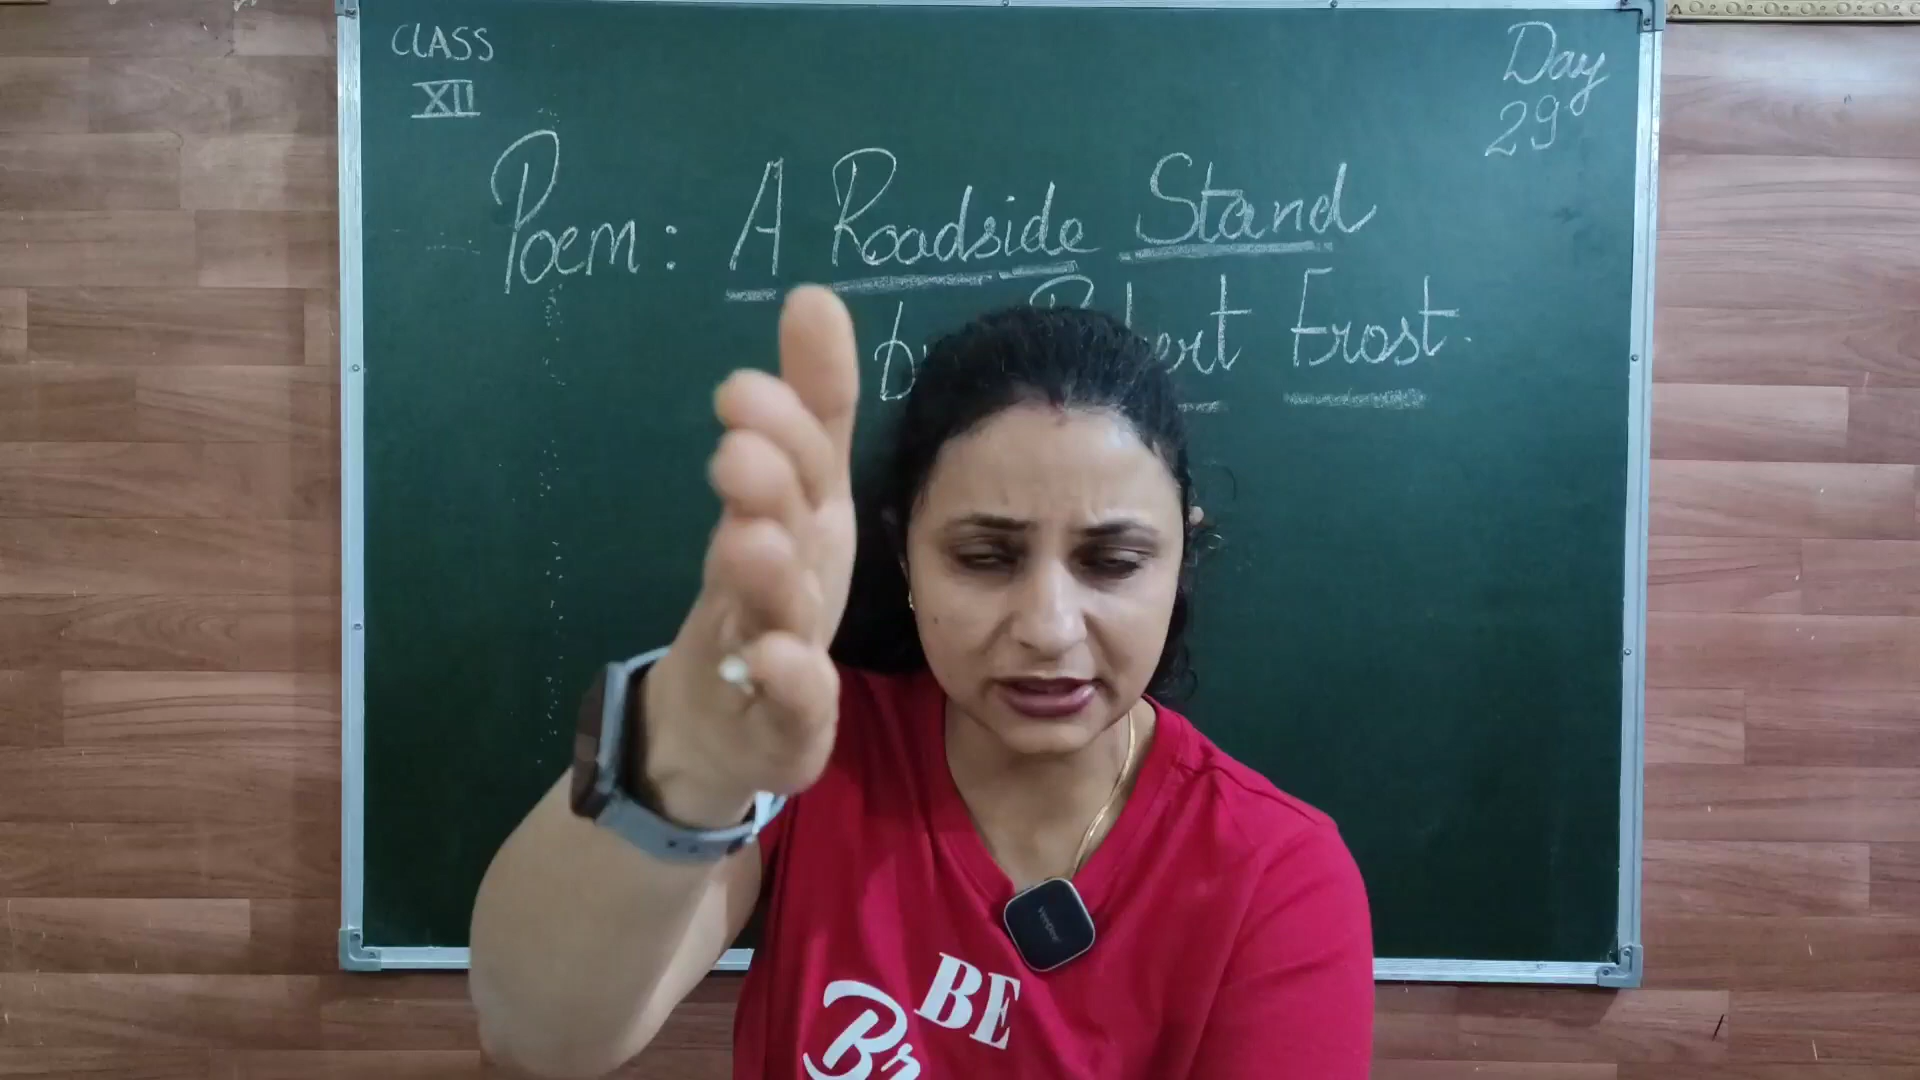 CLASS
XII
Day
29
Poem: A Roadside Stand
Frost.
BE